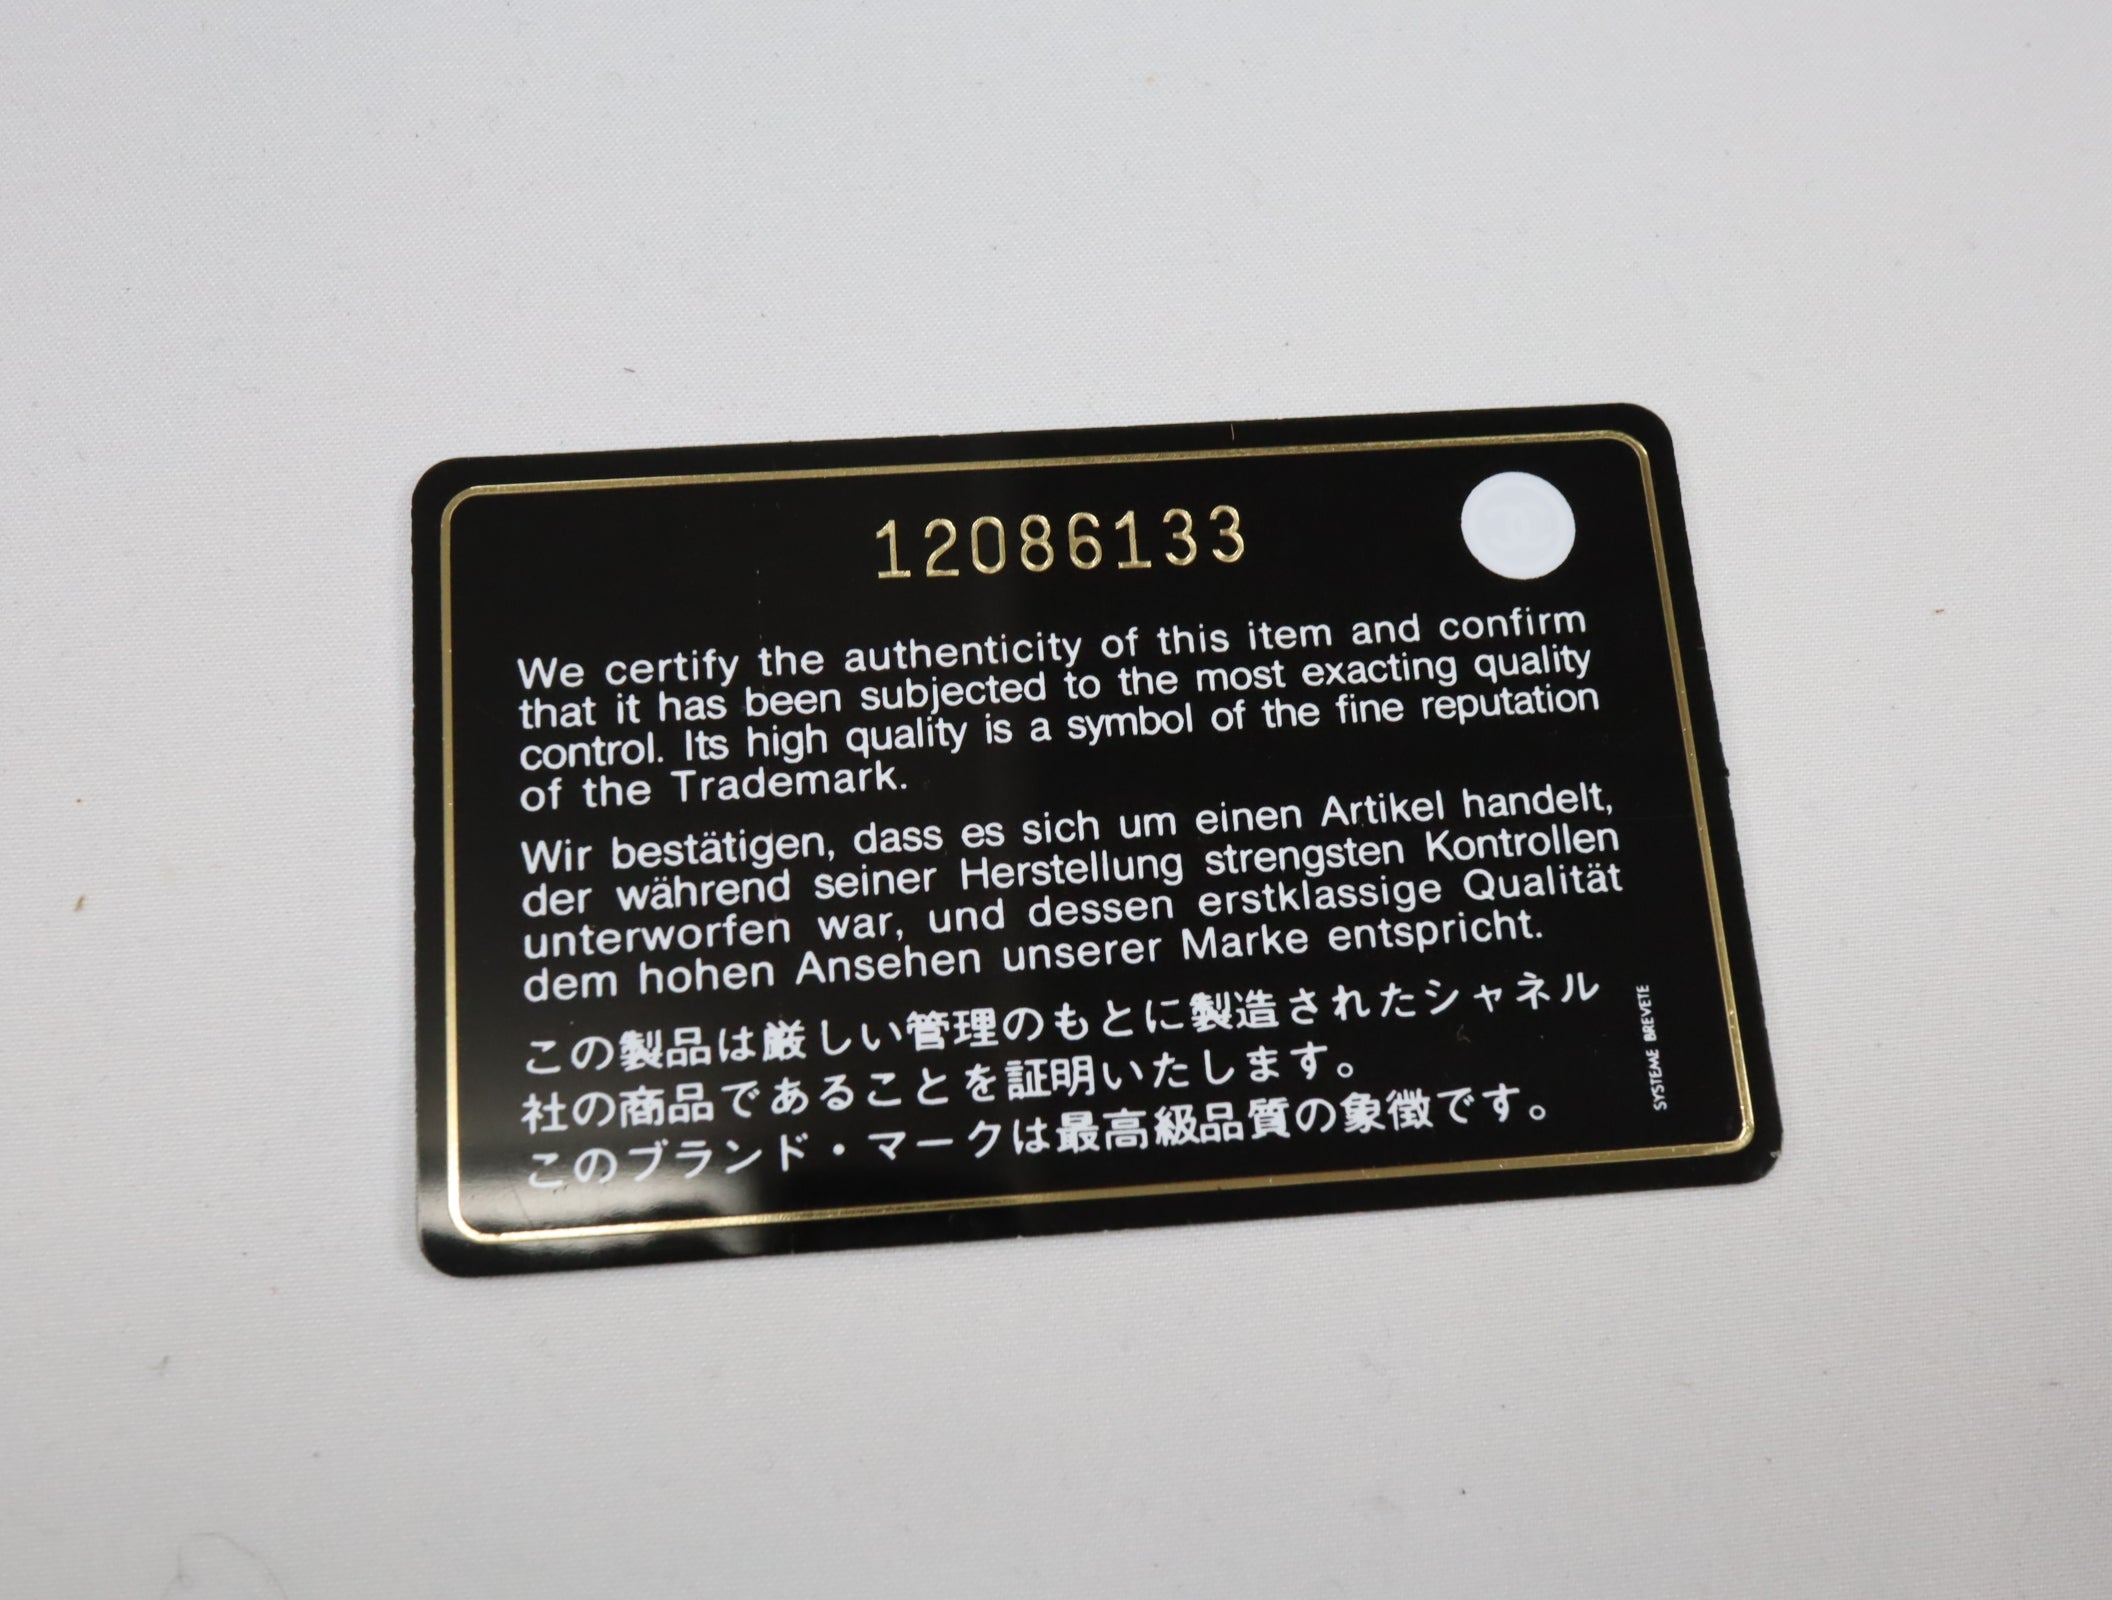 12086133
We certify the authenticity of this item and confirm
that it has been subjected to the most exacting quality
control. Its high quality is a symbol of the fine reputation
of the Trademark.
Wir bestätigen, dass es sich um einen Artikel handelt,
der während seiner Herstellung strengsten Kontrollen
unterworfen war, und dessen erstklassige Qualität
dem hohen Ansehen unserer Marke entspricht.
この製品は厳しい管理のもとに製造されたシャネル
社の商品であることを証明いたします。
このブランド・マークは最高級品質の象徴です。
SYSTEME BREVETE